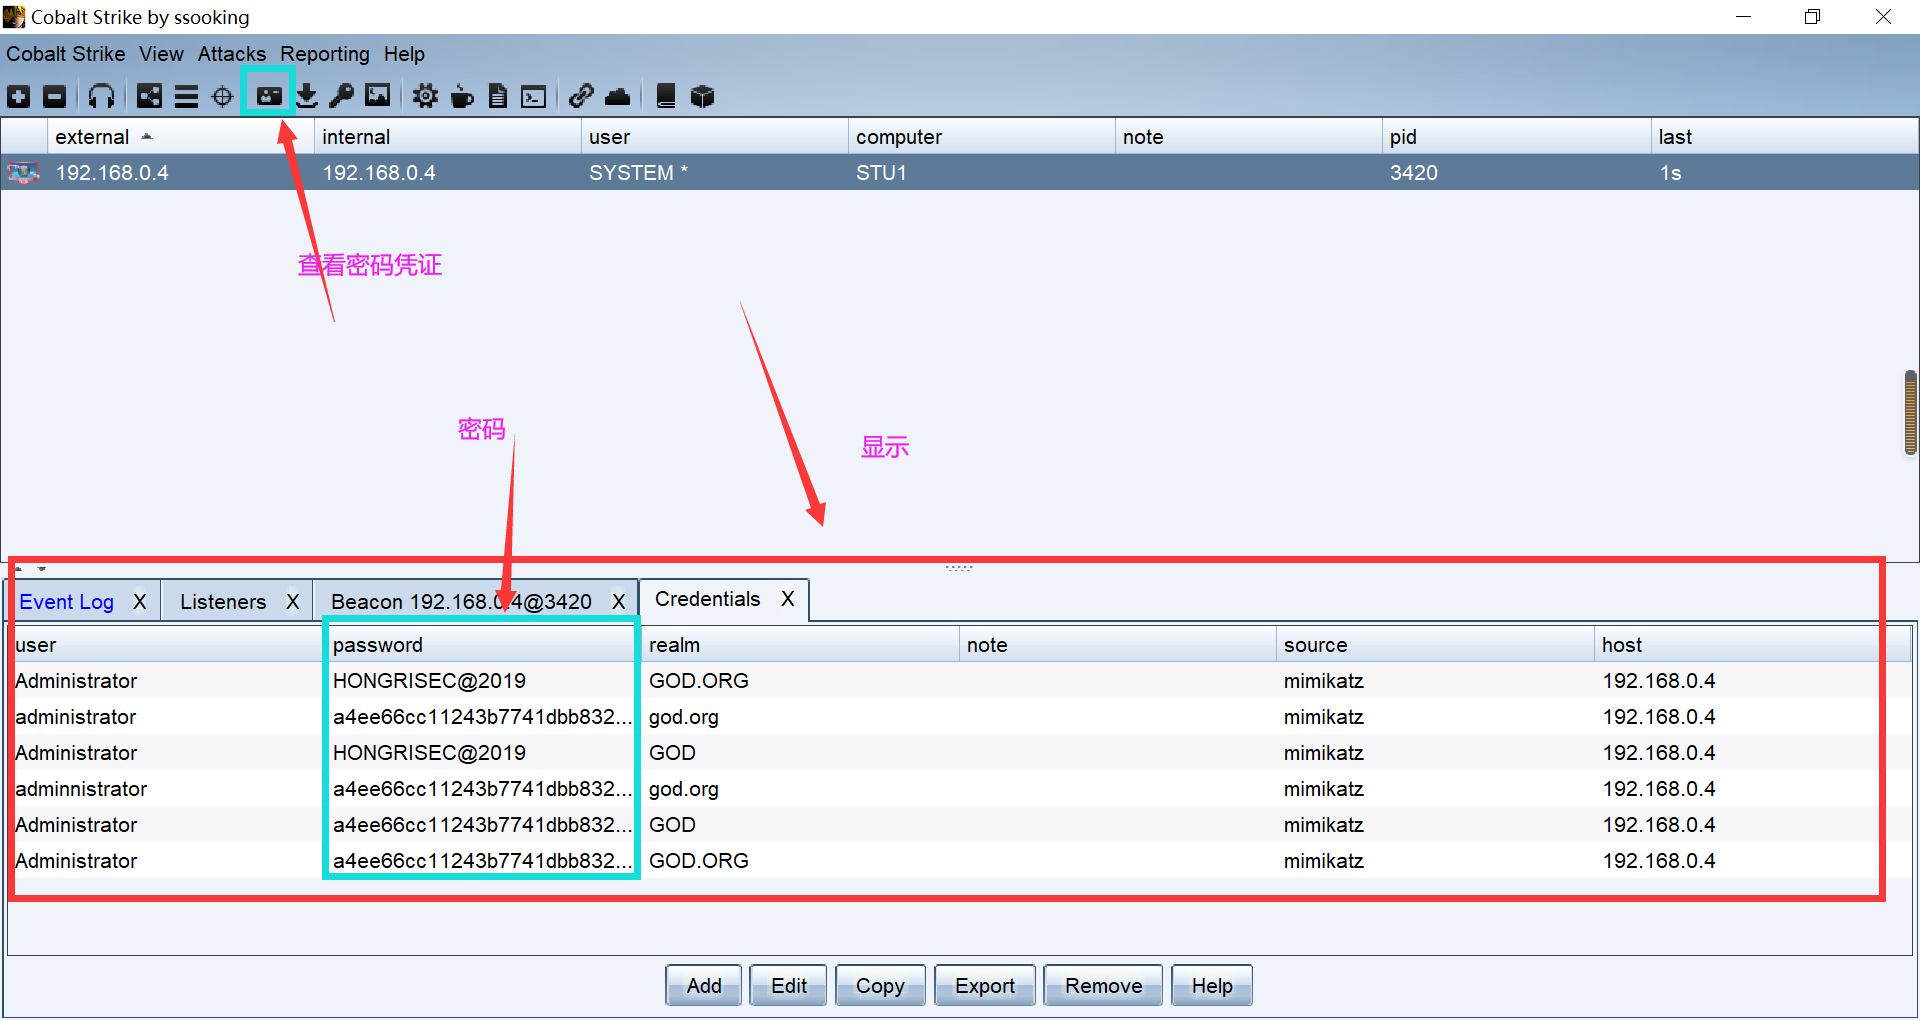 Cobalt Strike by ssooking
Cobalt Strike View Attacks Reporting Help
external internal user computer note pid last
192.168.0.4 192.168.0.4 SYSTEM * STU1 3420 1s
查看密码凭证
密码
显示
Event Log X Listeners X Beacon 192.168.0.4@3420 X Credentials X
user password realm note source host
Administrator HONGRISEC@2019 GOD.ORG mimikatz 192.168.0.4
administrator a4ee66cc11243b7741dbb832... god.org mimikatz 192.168.0.4
Administrator HONGRISEC@2019 GOD mimikatz 192.168.0.4
adminnistrator a4ee66cc11243b7741dbb832... god.org mimikatz 192.168.0.4
Administrator a4ee66cc11243b7741dbb832... GOD mimikatz 192.168.0.4
Administrator a4ee66cc11243b7741dbb832... GOD.ORG mimikatz 192.168.0.4
Add Edit Copy Export Remove Help